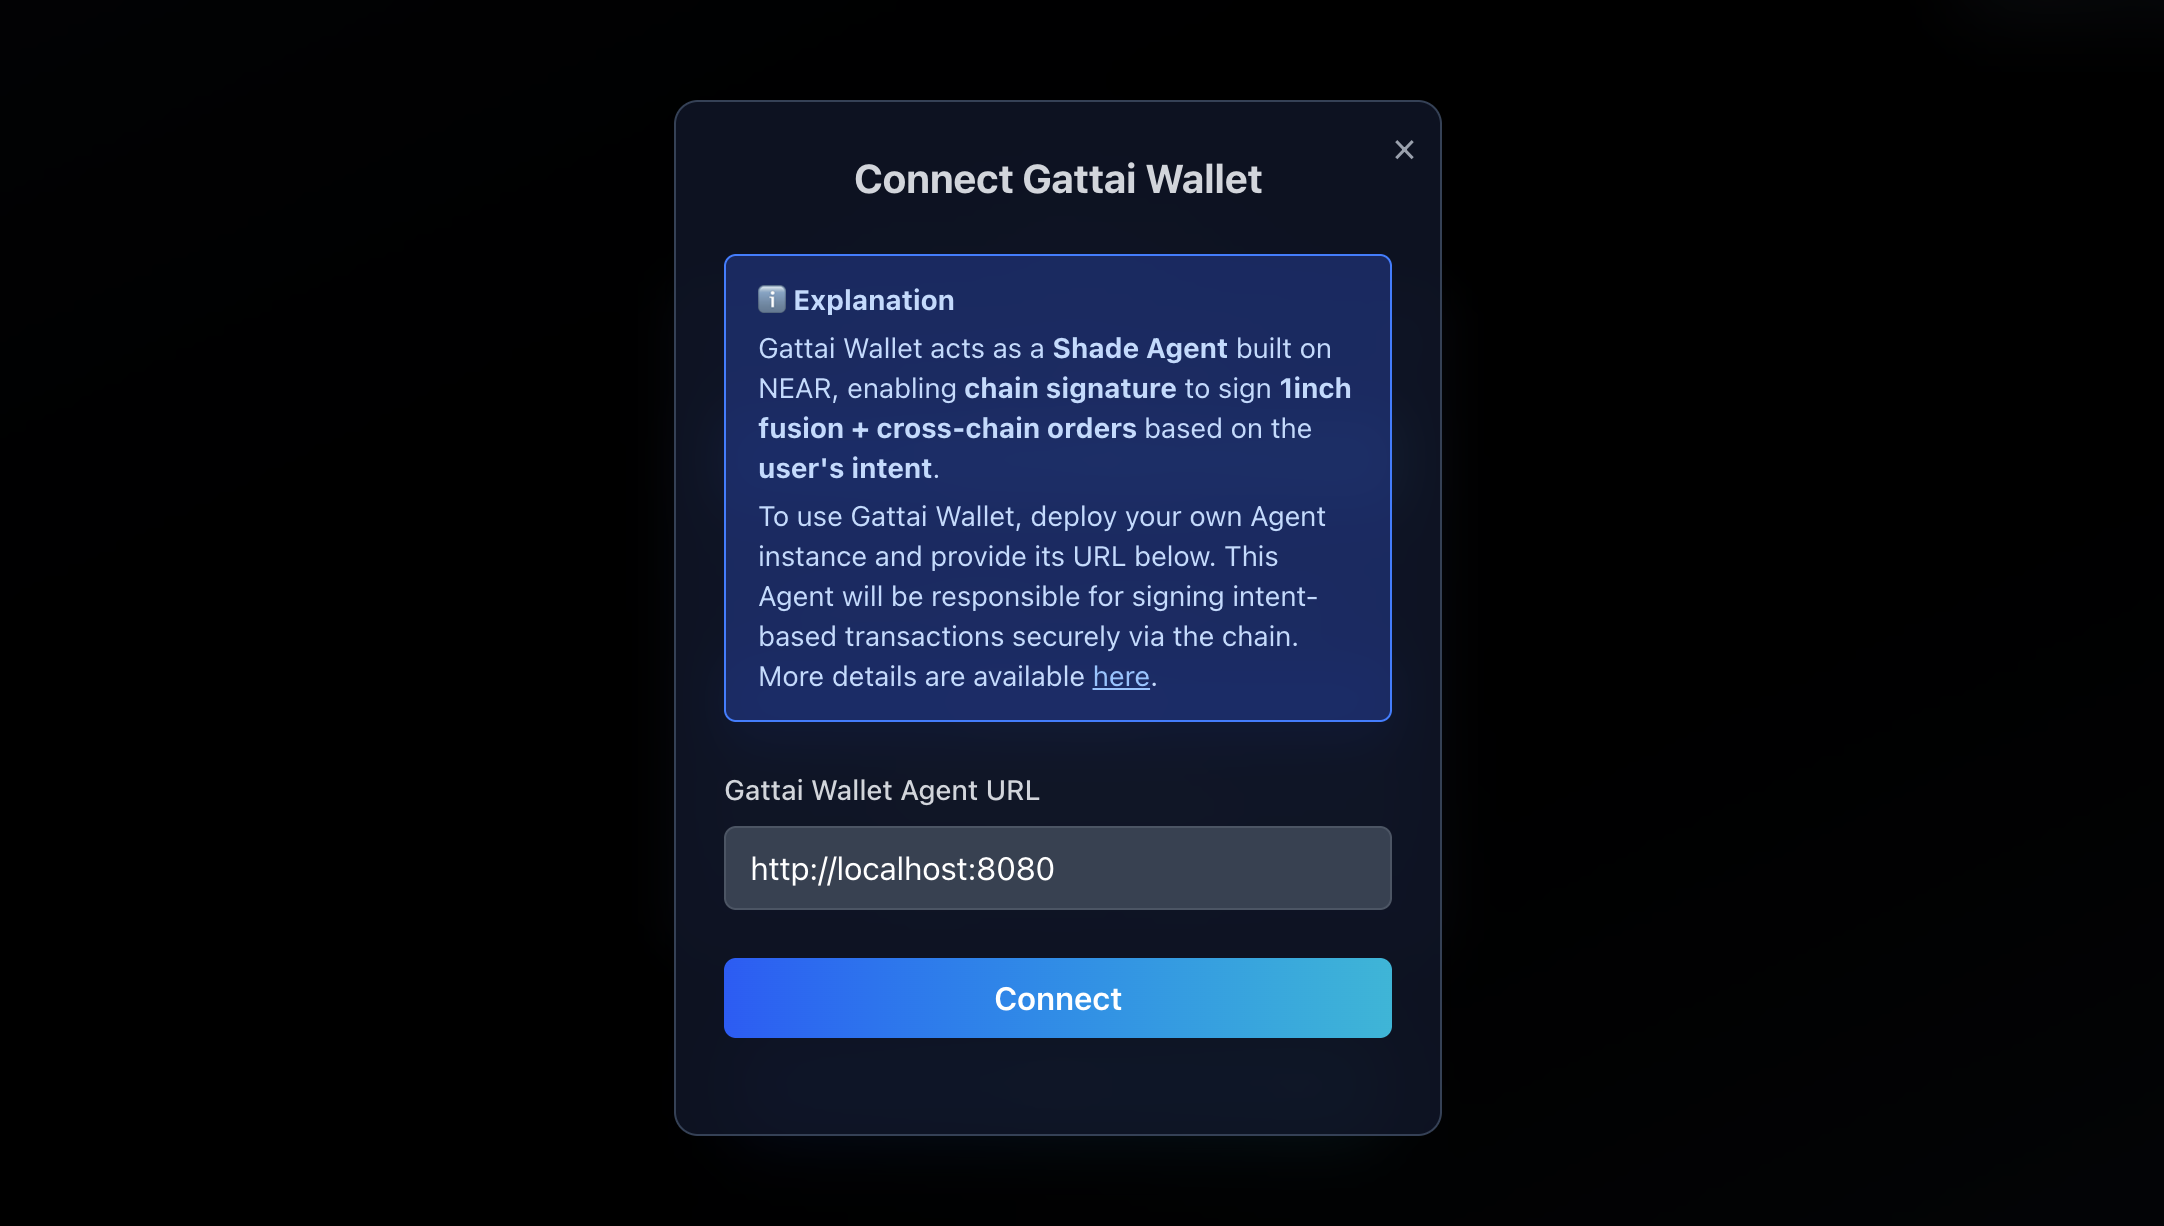 Connect Gattai Wallet
ℹ️ Explanation
Gattai Wallet acts as a Shade Agent built on
NEAR, enabling chain signature to sign 1inch
fusion + cross-chain orders based on the
user's intent.
To use Gattai Wallet, deploy your own Agent
instance and provide its URL below. This
Agent will be responsible for signing intent-
based transactions securely via the chain.
More details are available here.
Gattai Wallet Agent URL
http://localhost:8080
Connect